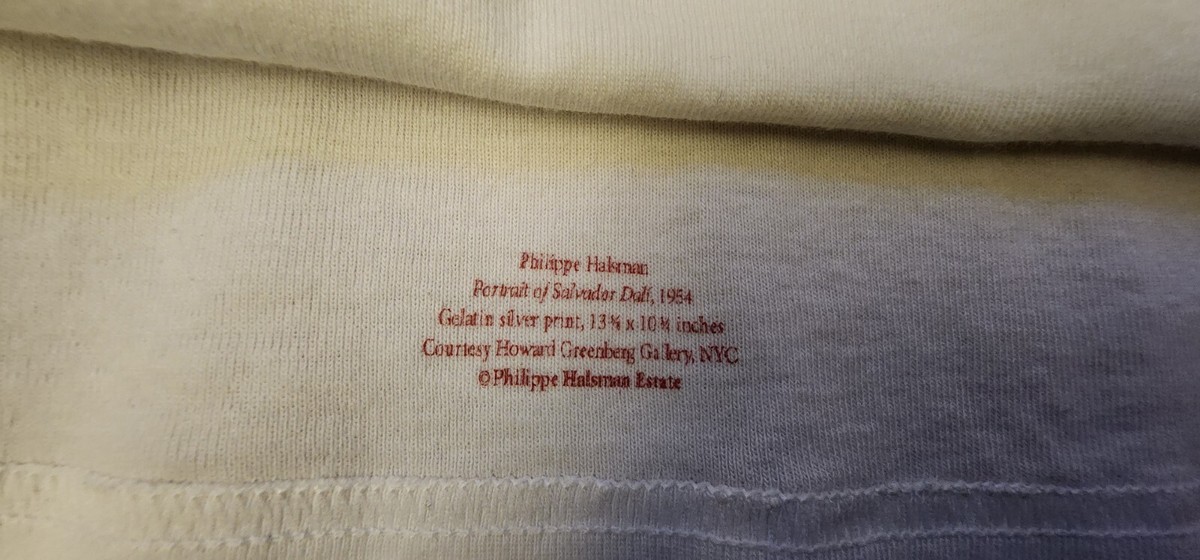 Philippe Halsman
Portrait of Salvador Dalí, 1954
Gelatin silver print, 13 ⅜ x 10 ¾ inches
Courtesy Howard Greenberg Gallery, NYC
©Philippe Halsman Estate